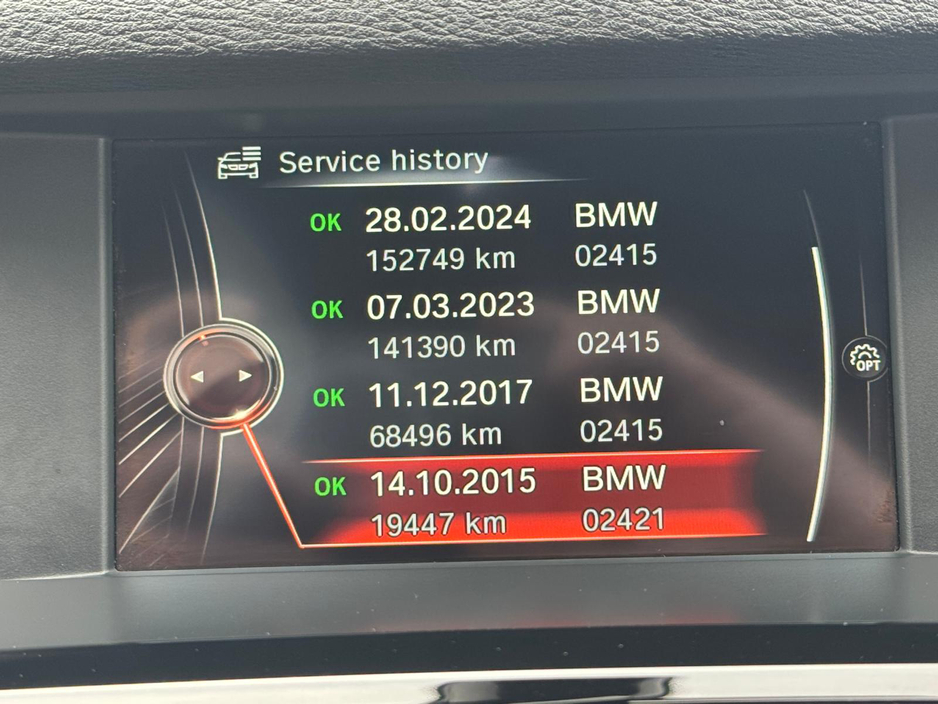 Service history
OK 28.02.2024 BMW
152749 km 02415
OK 07.03.2023 BMW
141390 km 02415
OK 11.12.2017 BMW
68496 km 02415
OK 14.10.2015 BMW
19447 km 02421
OPT